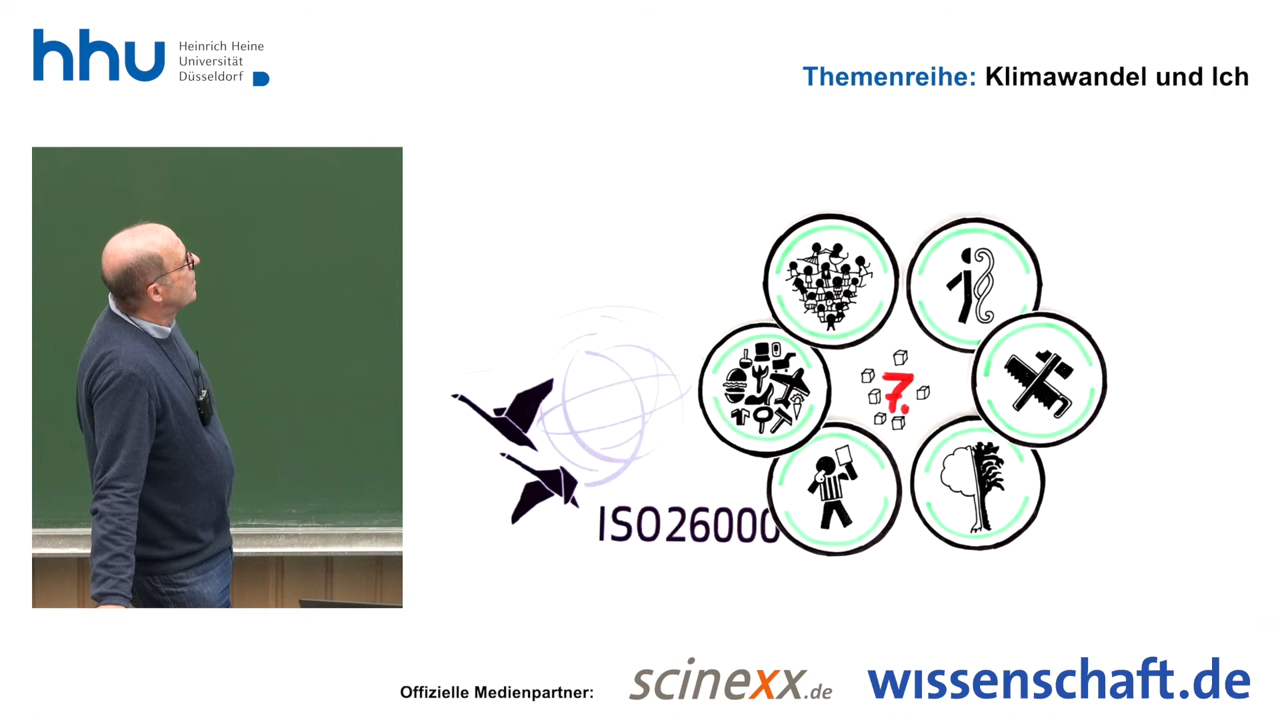 hhu
Heinrich Heine
Universität
Düsseldorf
Themenreihe: Klimawandel und Ich
7.
ISO26000
Offizielle Medienpartner:
scinexx.de
wissenschaft.de